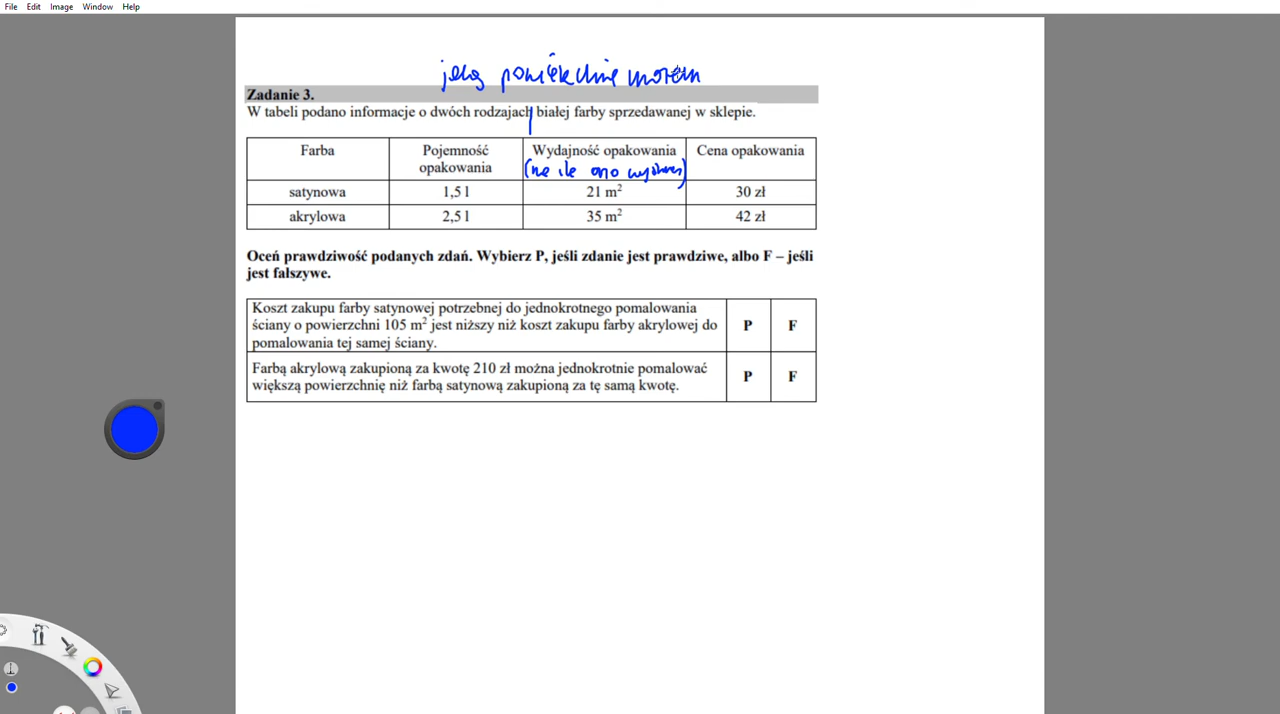 File Edit Image Window Help
jaką powierzchnię możem
Zadanie 3.
W tabeli podano informacje o dwóch rodzajach białej farby sprzedawanej w sklepie.
Farba Pojemność opakowania Wydajność opakowania Cena opakowania
(na ile ono wystarcz)
satynowa 1,5 l 21 m² 30 zł
akrylowa 2,5 l 35 m² 42 zł
Oceń prawdziwość podanych zdań. Wybierz P, jeśli zdanie jest prawdziwe, albo F – jeśli
jest fałszywe.
Koszt zakupu farby satynowej potrzebnej do jednokrotnego pomalowania
ściany o powierzchni 105 m² jest niższy niż koszt zakupu farby akrylowej do
pomalowania tej samej ściany.
P F
Farbą akrylową zakupioną za kwotę 210 zł można jednokrotnie pomalować
większą powierzchnię niż farbą satynową zakupioną za tę samą kwotę.
P F